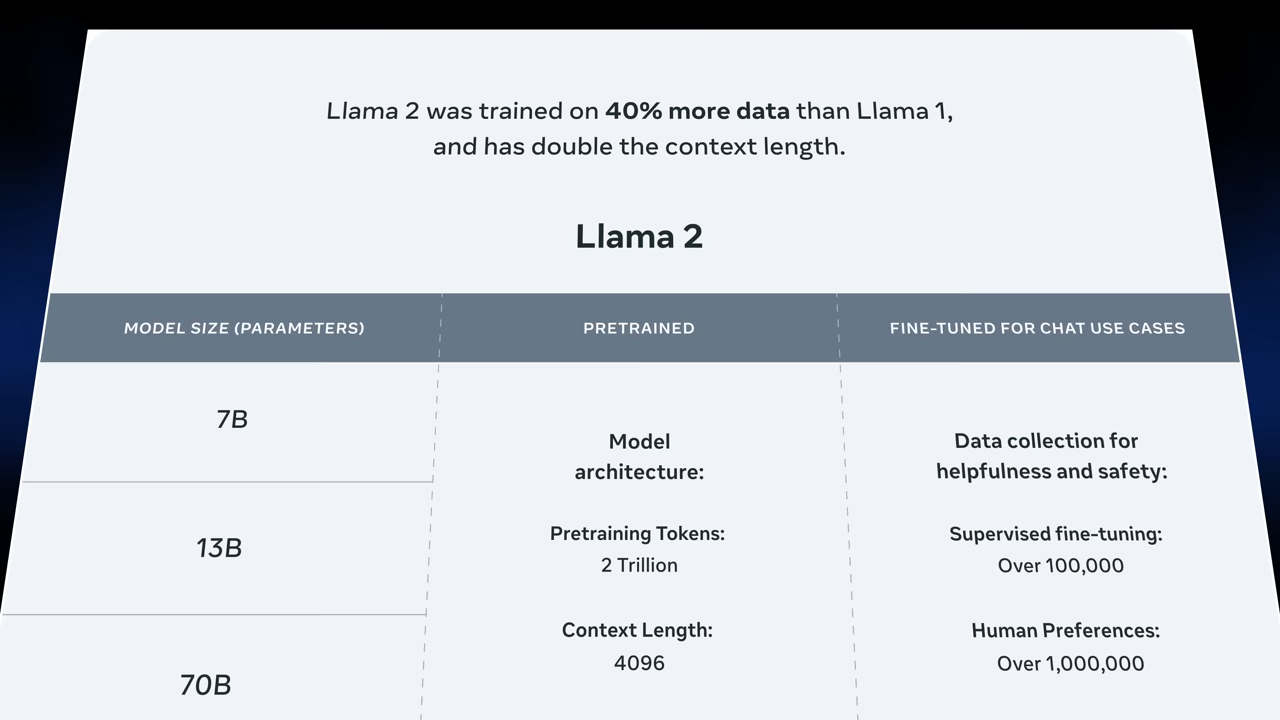 Llama 2 was trained on 40% more data than Llama 1,
and has double the context length.
Llama 2
MODEL SIZE (PARAMETERS)
PRETRAINED
FINE-TUNED FOR CHAT USE CASES
7B
13B
70B
Model
architecture:
Pretraining Tokens:
2 Trillion
Context Length:
4096
Data collection for
helpfulness and safety:
Supervised fine-tuning:
Over 100,000
Human Preferences:
Over 1,000,000